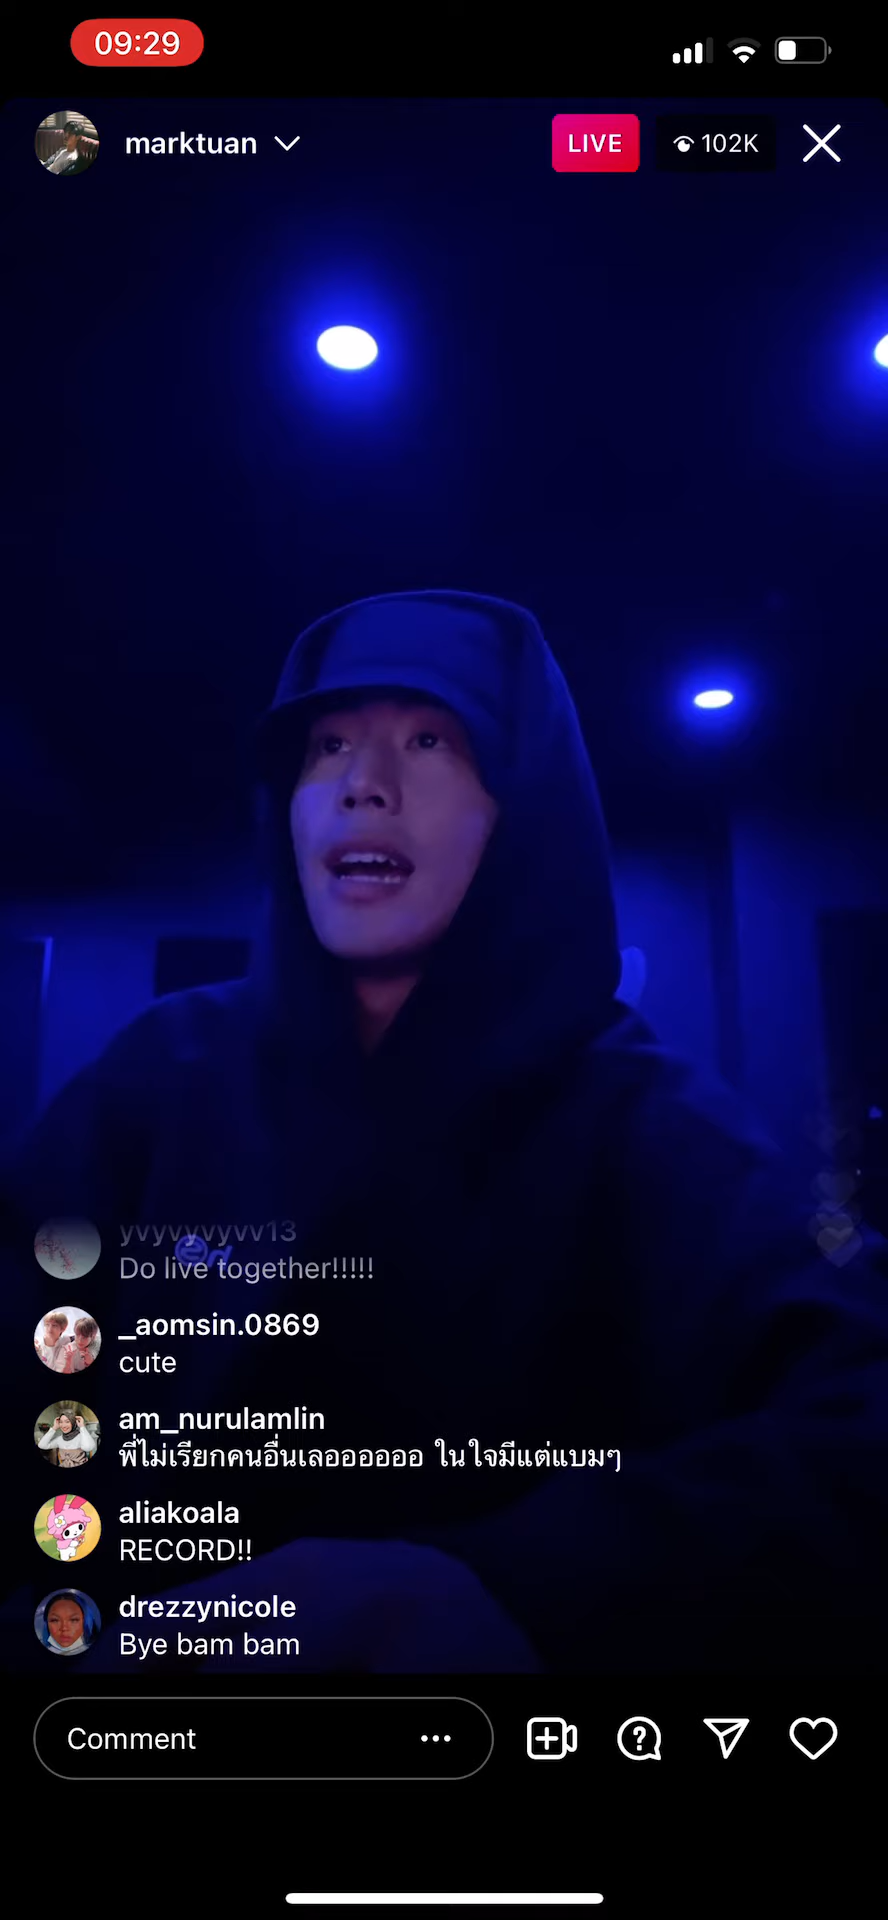 09:29
marktuan
LIVE
102K
yvyvyvyvv13
Do live together!!!!!
_aomsin.0869
cute
am_nurulamlin
พี่ไม่เรียกคนอื่นเลออออออ ในใจมีแต่แบมๆ
aliakoala
RECORD!!
drezzynicole
Bye bam bam
Comment